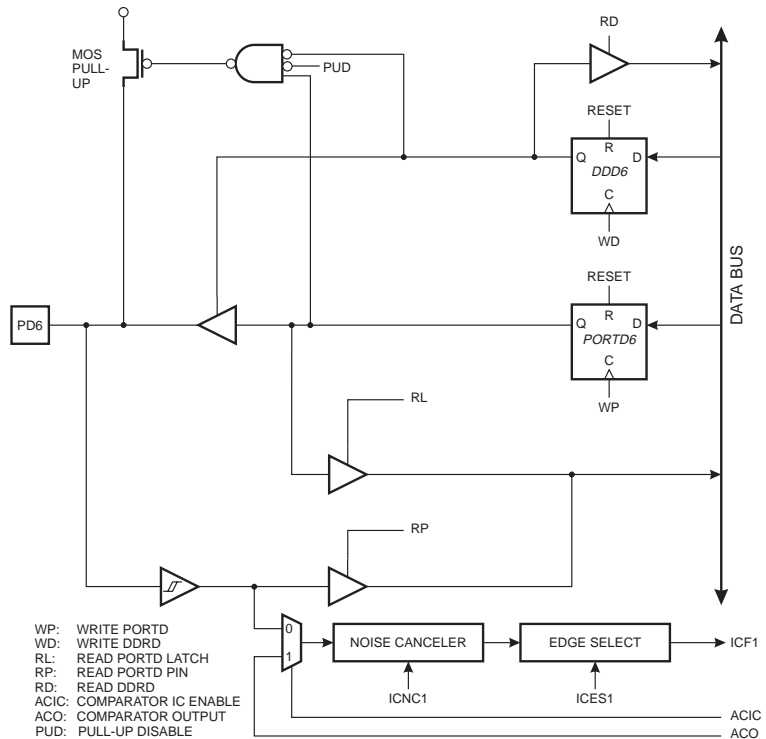 RD
MOS
PULL-
UP
PUD
RESET
R
Q
D
DDD6
C
WD
DATA BUS
RESET
PD6
R
Q
D
PORTD6
C
WP
RL
RP
0
1
NOISE CANCELER
EDGE SELECT
ICF1
ICNC1
ICES1
ACIC
ACO
WP: WRITE PORTD
WD: WRITE DDRD
RL: READ PORTD LATCH
RP: READ PORTD PIN
RD: READ DDRD
ACIC: COMPARATOR IC ENABLE
ACO: COMPARATOR OUTPUT
PUD: PULL-UP DISABLE